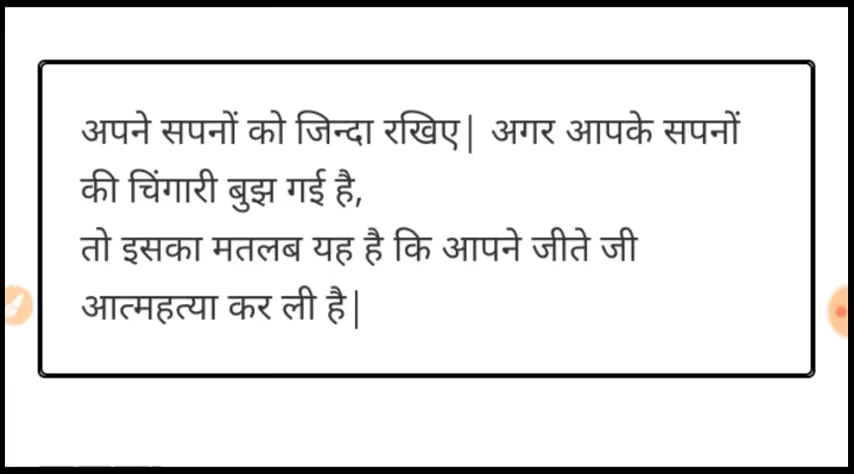 अपने सपनों को जिन्दा रखिए| अगर आपके सपनों
की चिंगारी बुझ गई है,
तो इसका मतलब यह है कि आपने जीते जी
आत्महत्या कर ली है|